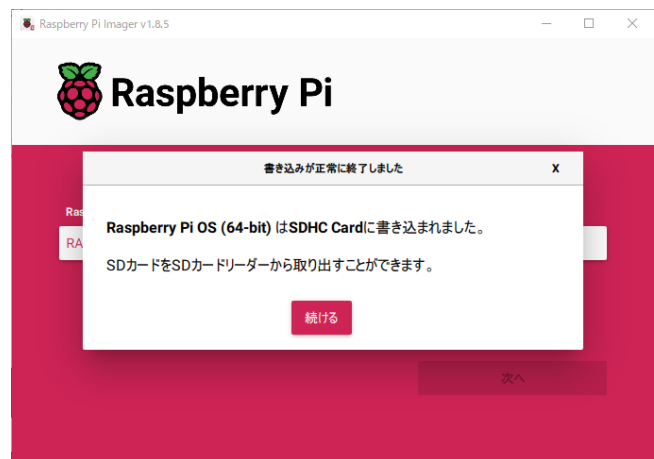 Raspberry Pi Imager v1.8.5
Raspberry Pi
書き込みが正常に終了しました X
Ras
RA
Raspberry Pi OS (64-bit) はSDHC Cardに書き込まれました。
SDカードをSDカードリーダーから取り出すことができます。
続ける
次へ